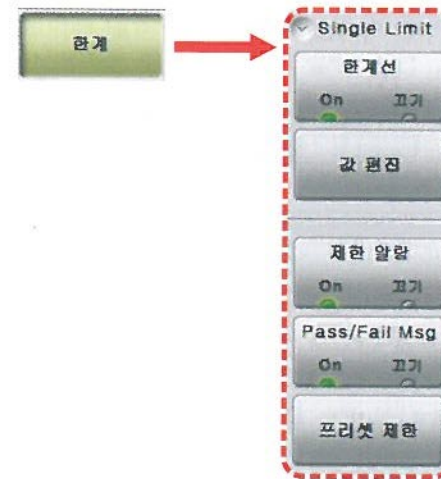 한계
Single Limit
한계선
On 끄기
값 편집
제한 알람
On 끄기
Pass/Fail Msg
On 끄기
프리셋 제한